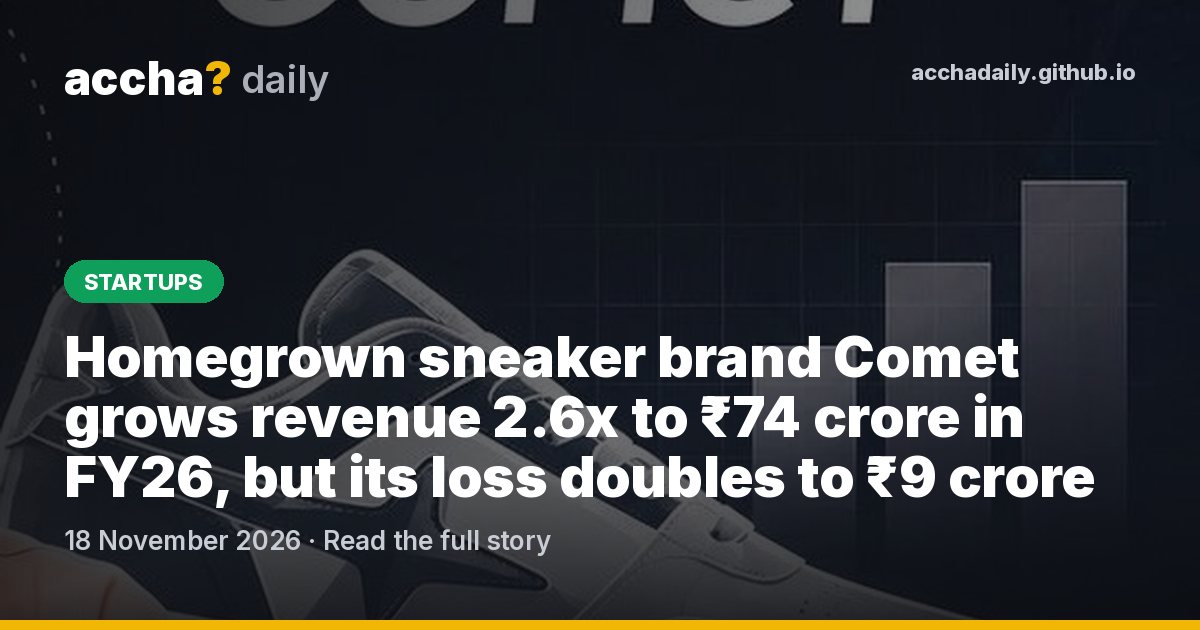 accha? daily
acchadaily.github.io
STARTUPS
Homegrown sneaker brand Comet
grows revenue 2.6x to ₹74 crore in
FY26, but its loss doubles to ₹9 crore
18 November 2026 · Read the full story